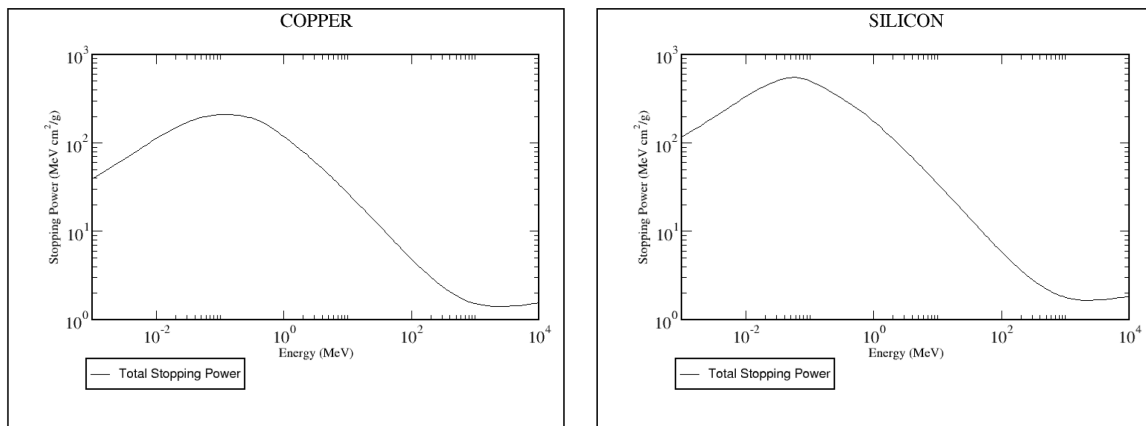 COPPER
10^3
10^2
10^1
10^0
Stopping Power (MeV cm^2/g)
10^-2 10^0 10^2 10^4
Energy (MeV)
Total Stopping Power
SILICON
10^3
10^2
10^1
10^0
Stopping Power (MeV cm^2/g)
10^-2 10^0 10^2 10^4
Energy (MeV)
Total Stopping Power